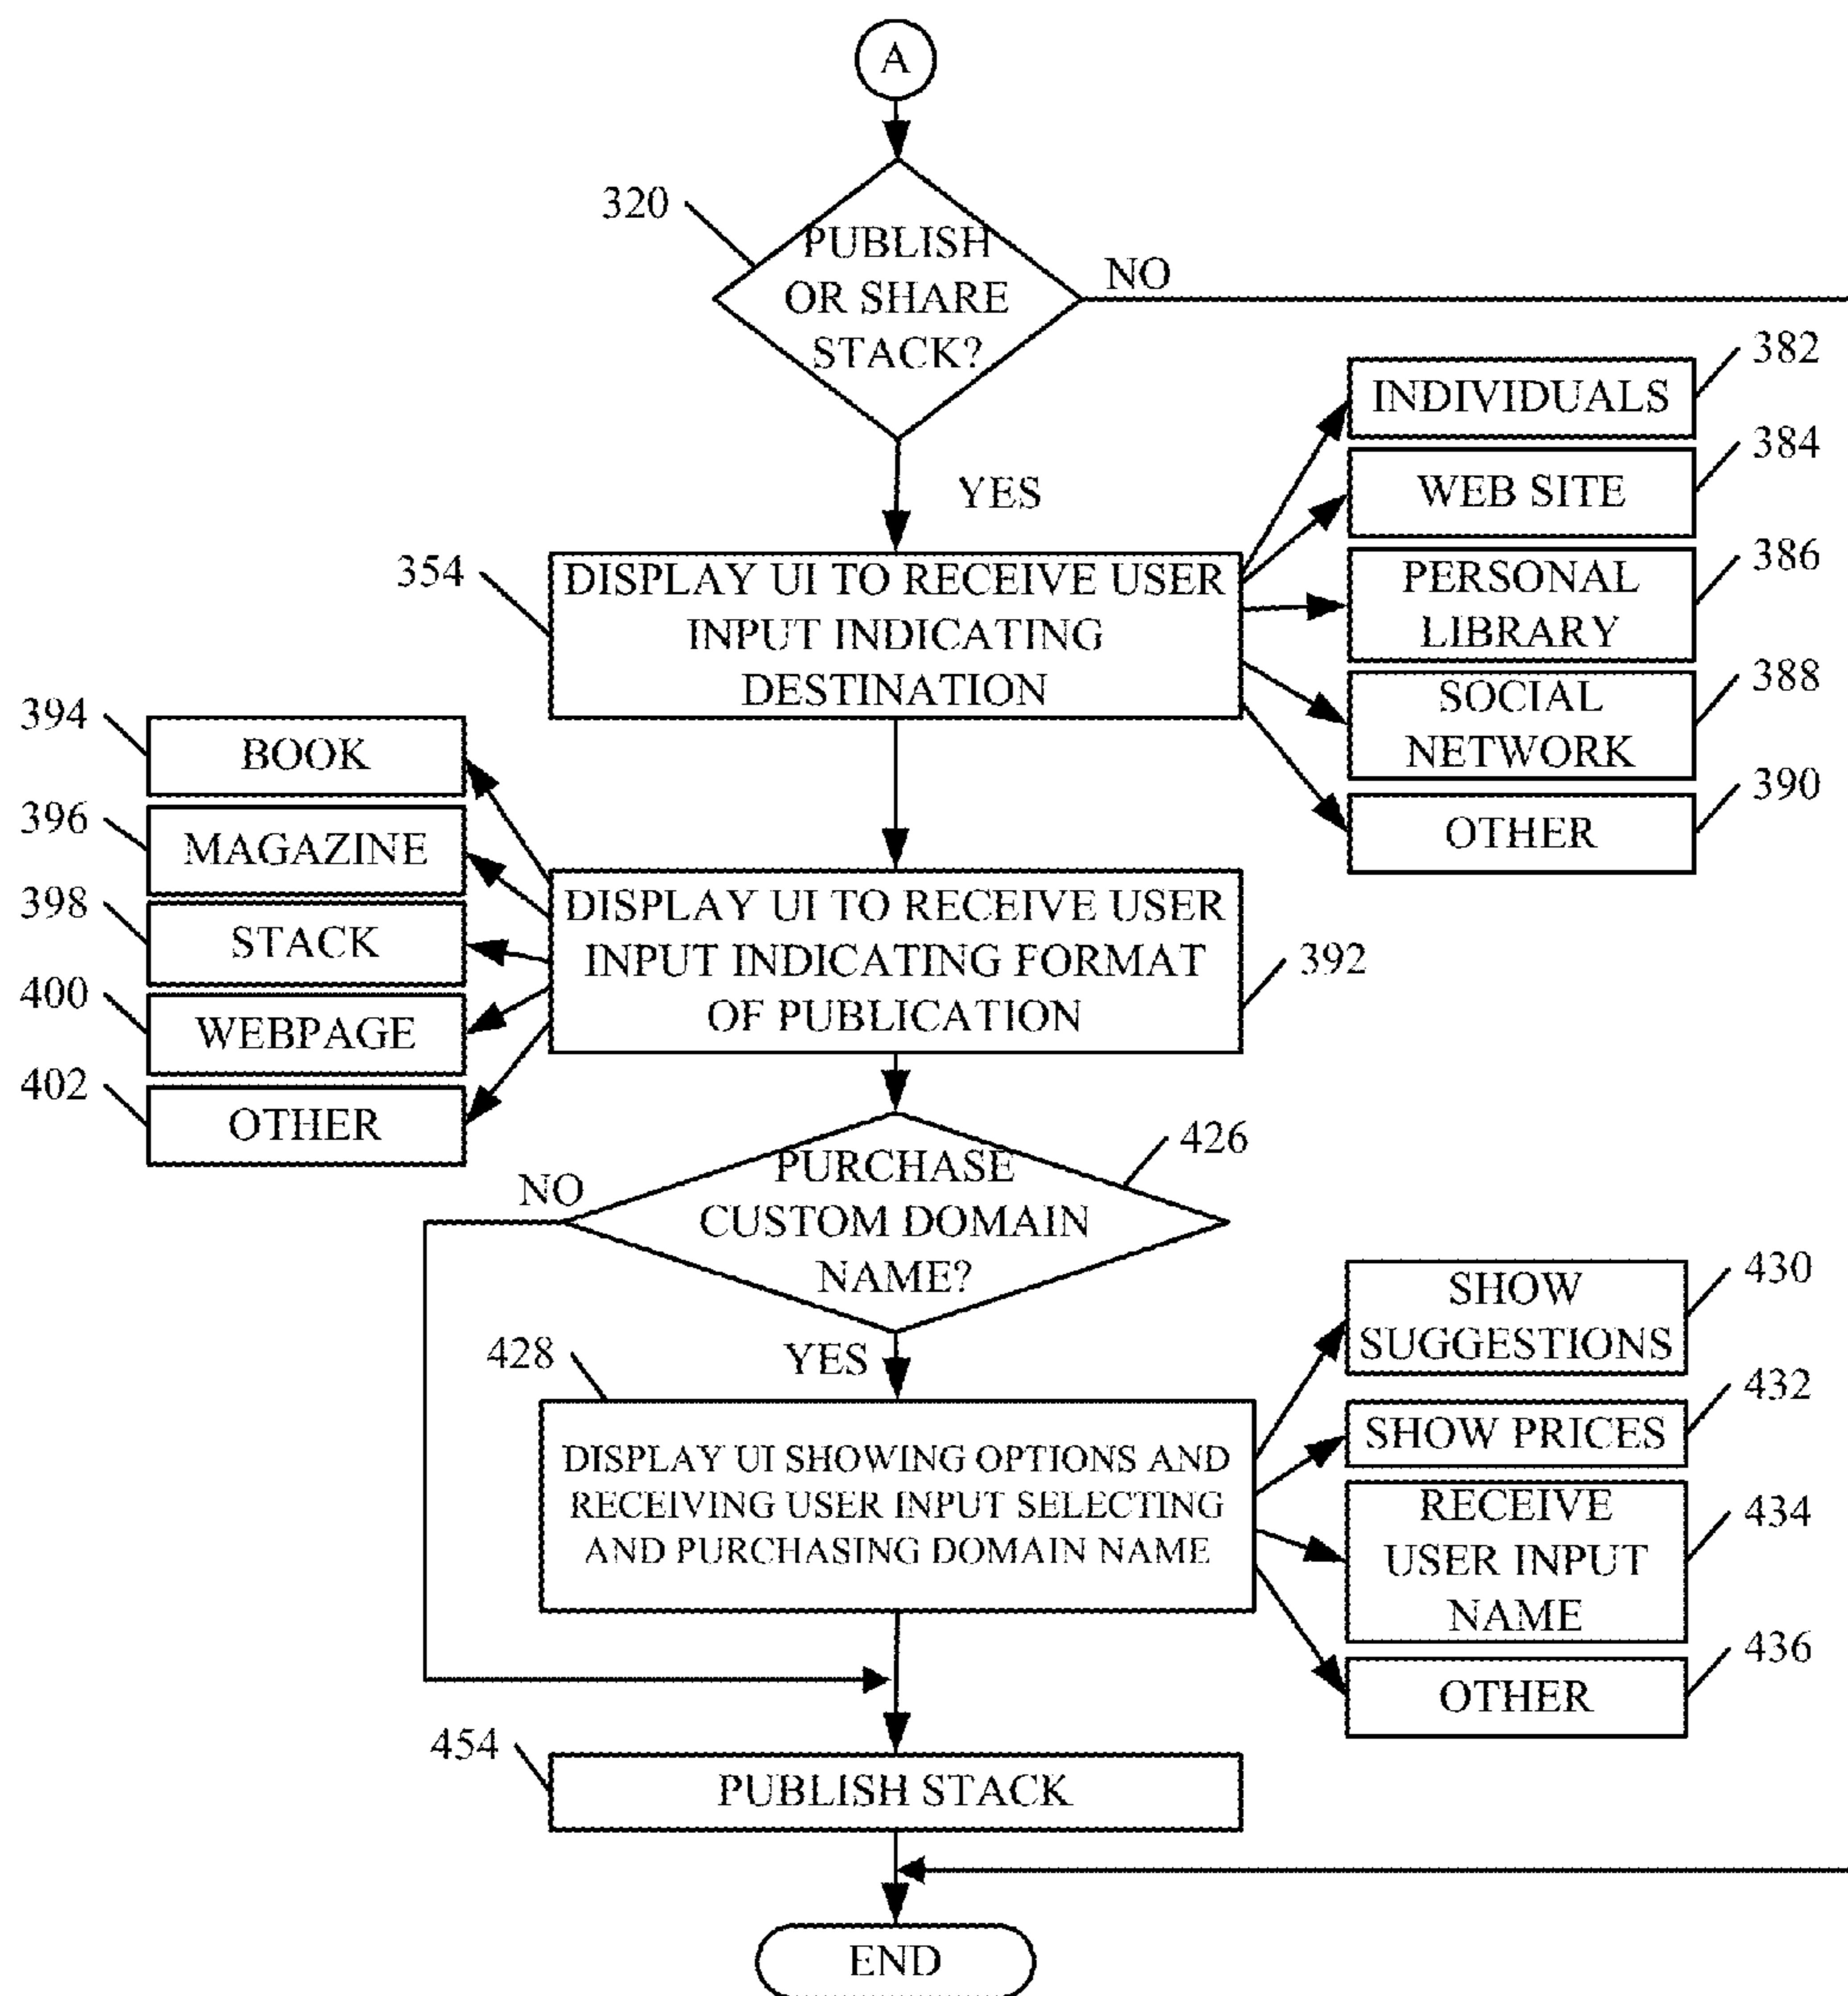 A
320
PUBLISH
OR SHARE
STACK?
NO
YES
382
INDIVIDUALS
384
WEB SITE
386
PERSONAL
LIBRARY
388
SOCIAL
NETWORK
390
OTHER
354
DISPLAY UI TO RECEIVE USER
INPUT INDICATING
DESTINATION
394
BOOK
396
MAGAZINE
398
STACK
400
WEBPAGE
402
OTHER
DISPLAY UI TO RECEIVE USER
INPUT INDICATING FORMAT
OF PUBLICATION
392
426
PURCHASE
CUSTOM DOMAIN
NAME?
NO
YES
428
DISPLAY UI SHOWING OPTIONS AND
RECEIVING USER INPUT SELECTING
AND PURCHASING DOMAIN NAME
430
SHOW
SUGGESTIONS
432
SHOW PRICES
434
RECEIVE
USER INPUT
NAME
436
OTHER
454
PUBLISH STACK
END